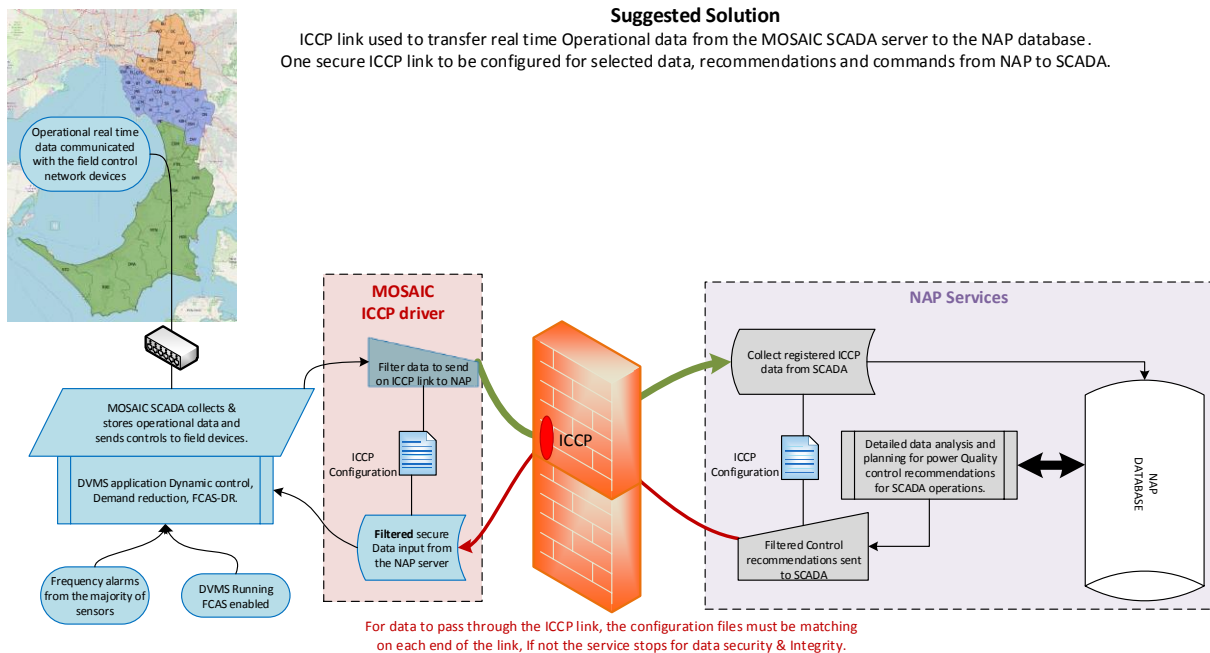 Suggested Solution
ICCP link used to transfer real time Operational data from the MOSAIC SCADA server to the NAP database.
One secure ICCP link to be configured for selected data, recommendations and commands from NAP to SCADA.
Operational real time
data communicated
with the field control
network devices
MOSAIC
ICCP driver
NAP Services
Filter data to send
on ICCP link to NAP
Collect registered ICCP
data from SCADA
MOSAIC SCADA collects &
stores operational data and
sends controls to field devices.
ICCP
Configuration
ICCP
ICCP
Configuration
Detailed data analysis and
planning for power Quality
control recommendations
for SCADA operations.
NAP
DATABASE
DVMS application Dynamic control,
Demand reduction, FCAS-DR.
Filtered secure
Data input from
the NAP server
Filtered Control
recommendations sent
to SCADA
Frequency alarms
from the majority of
sensors
DVMS Running
FCAS enabled
For data to pass through the ICCP link, the configuration files must be matching
on each end of the link, If not the service stops for data security & Integrity.